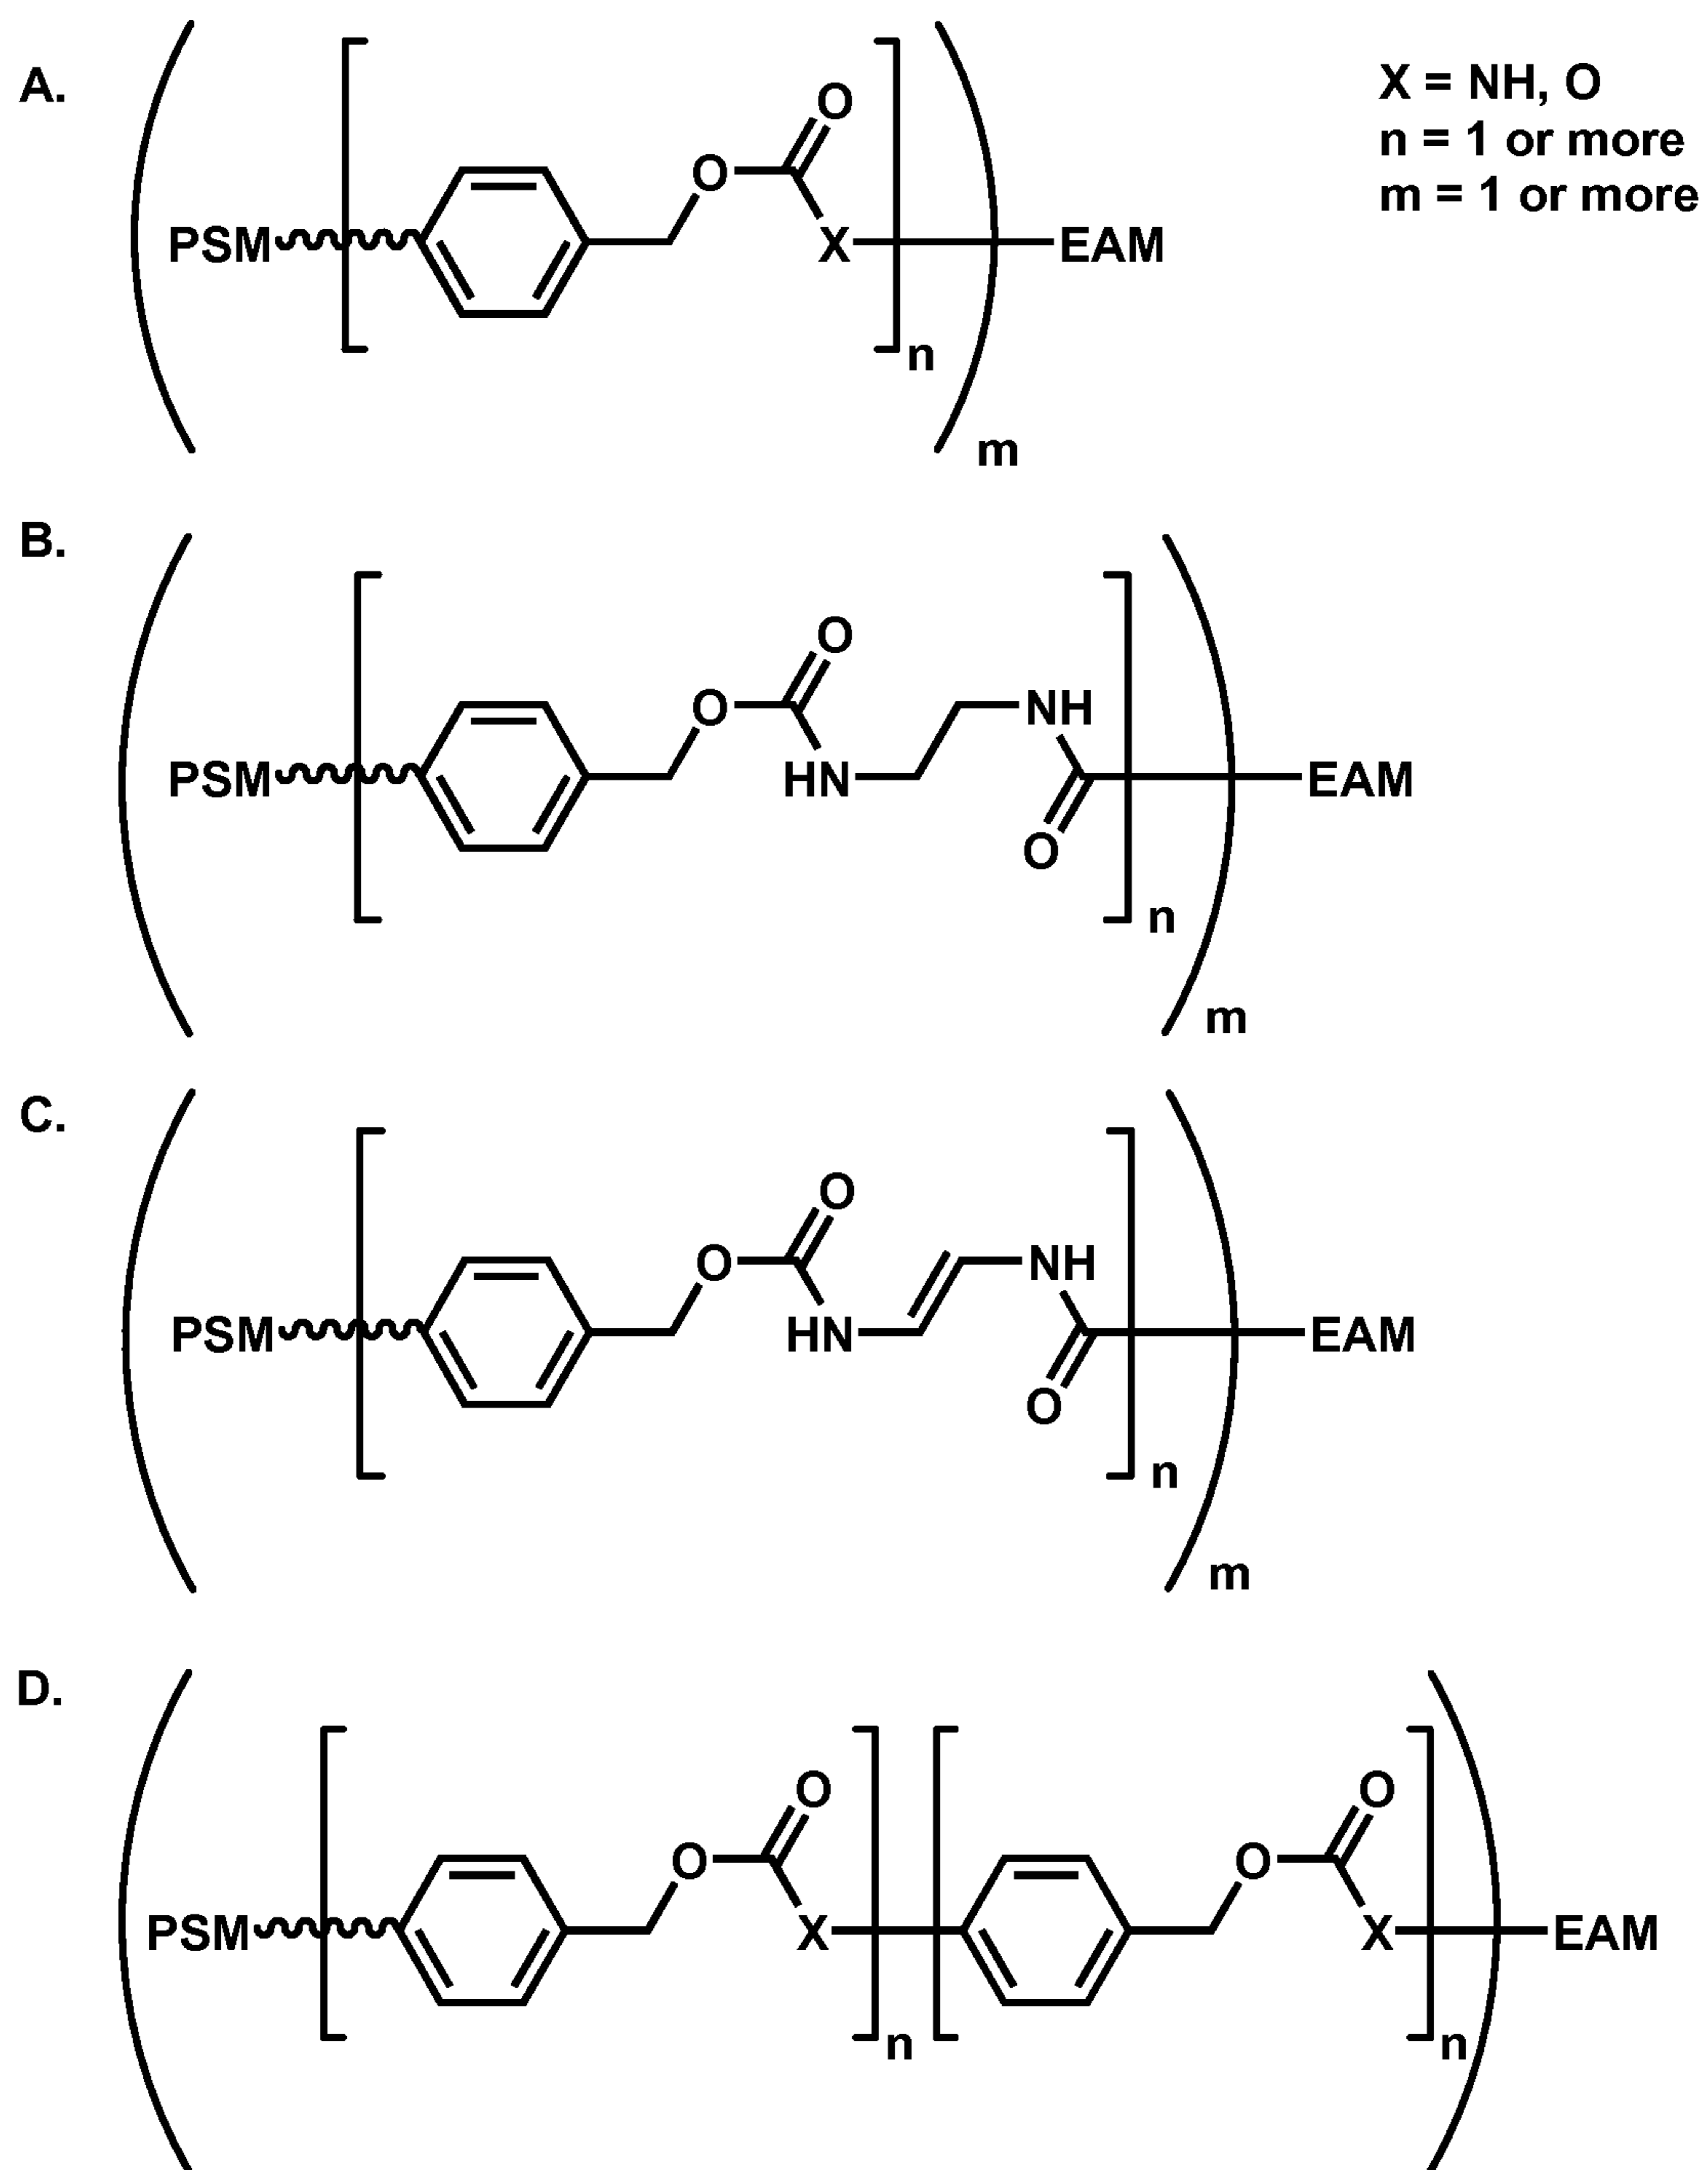 A.
X = NH, O
n = 1 or more
m = 1 or more
O
O
PSM
X
EAM
n
m
B.
O
O
NH
PSM
HN
EAM
O
n
m
C.
O
O
NH
PSM
HN
EAM
O
n
m
D.
O
O
O
O
PSM
X
X
EAM
n
n